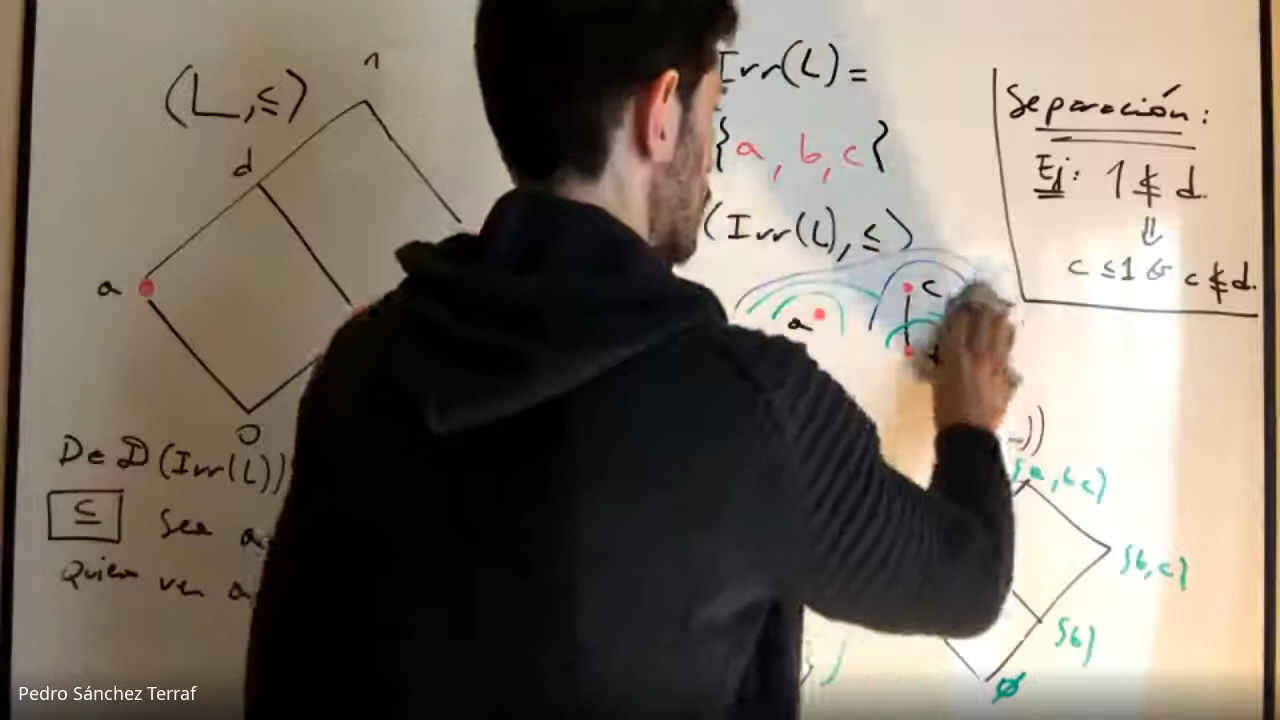 (L,≤)
1
d
a
0
De D(Irr(L))
⊆ Sea a
Quiero ver a
Irr(L) =
{a, b, c}
(Irr(L), ≤)
a
c
Separación:
Ej: 1 ≰ d.
⇓
c ≤ 1 & c ≰ d.
{a, b, c}
{b, c}
{b}
∅
Pedro Sánchez Terraf